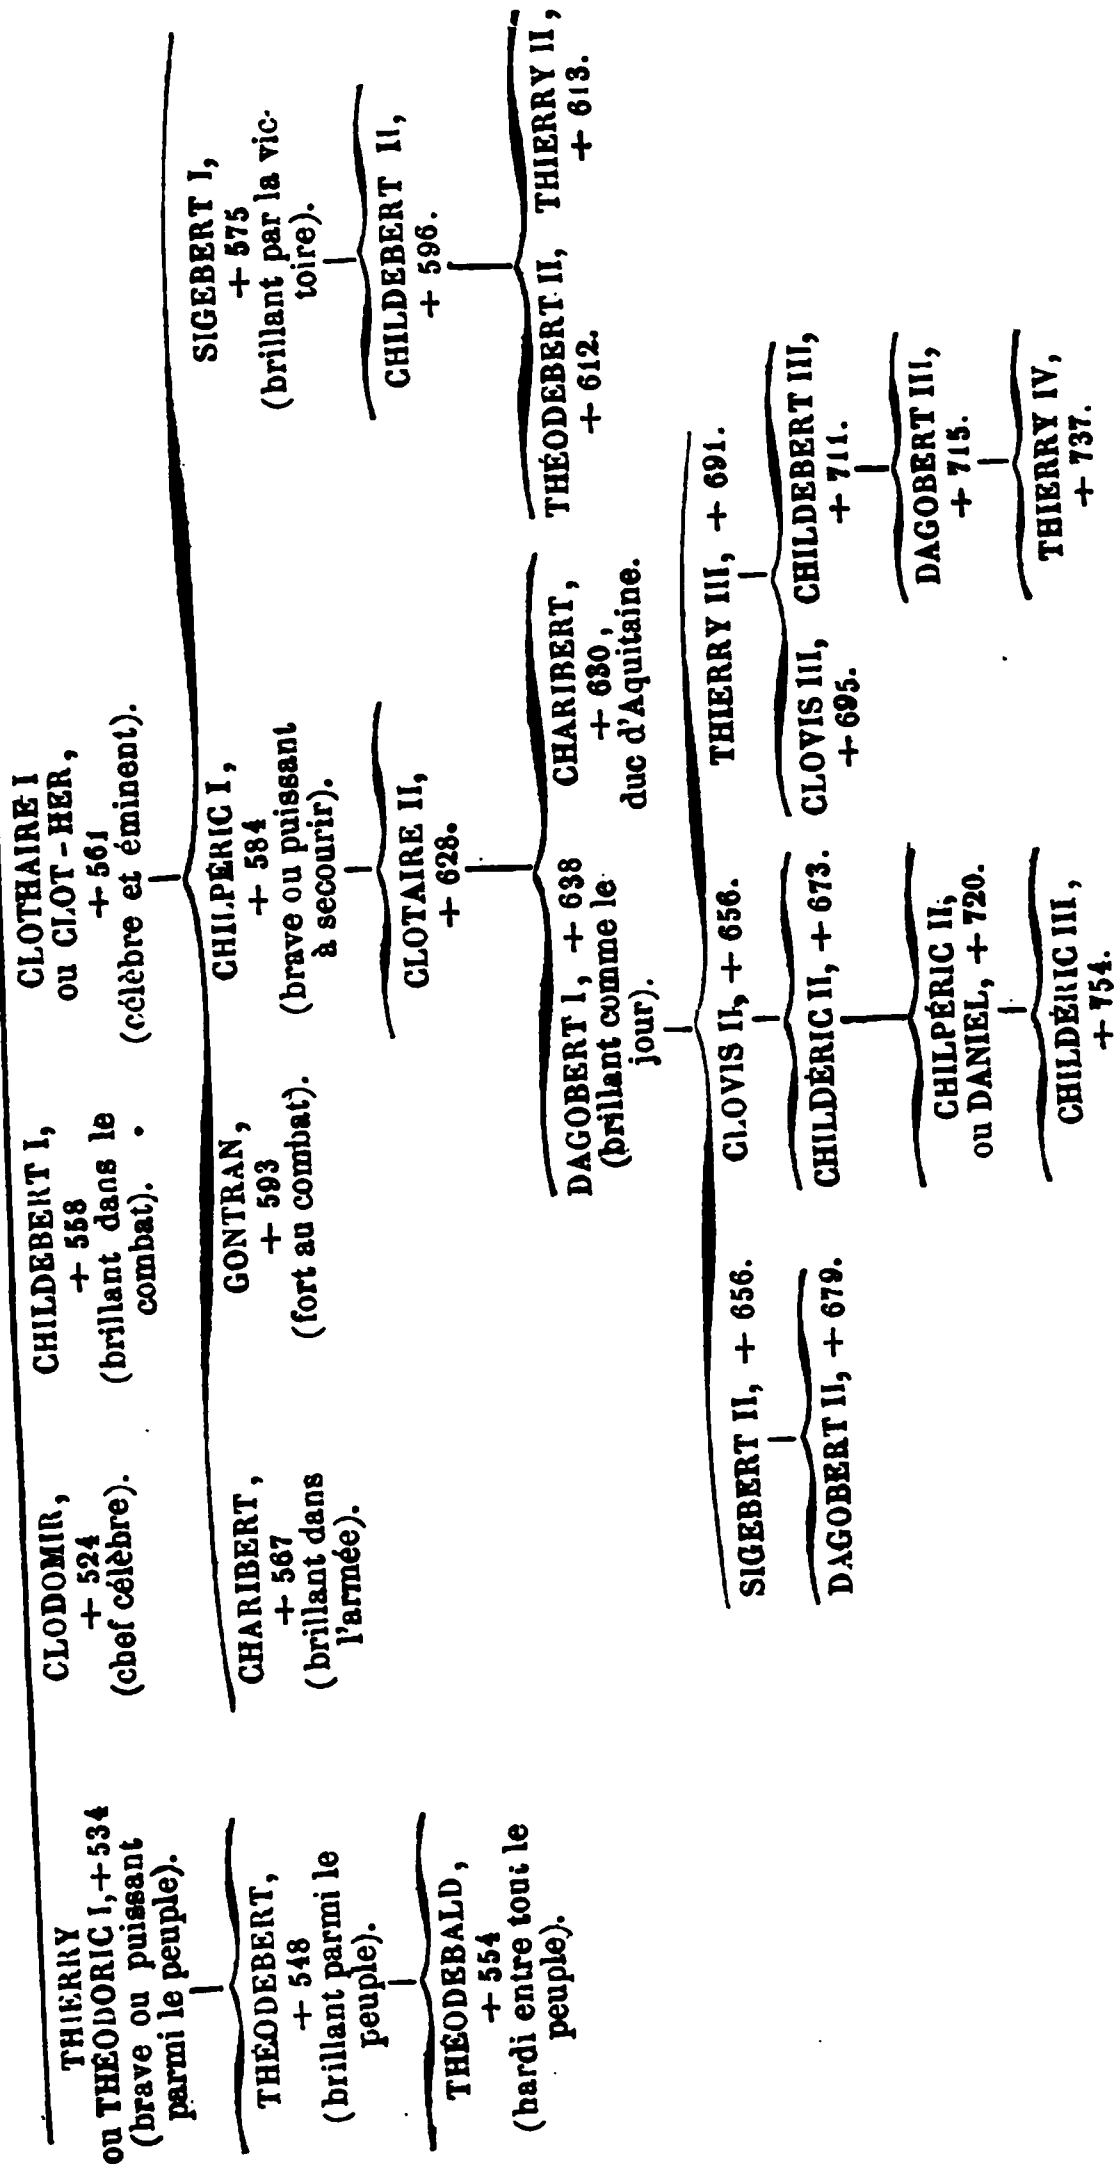 THIERRY
ou THÉODORIC I, + 534
(brave ou puissant
parmi le peuple).
CLODOMIR,
+ 524
(chef célèbre).
CHILDEBERT I,
+ 558
(brillant dans le
combat).
CLOTHAIRE I
ou CLOT-HER,
+ 561
(célèbre et éminent).
THÉODEBERT,
+ 548
(brillant parmi le
peuple).
THÉODEBALD,
+ 554
(hardi entre tout le
peuple).
CHARIBERT,
+ 567
(brillant dans
l'armée).
GONTRAN,
+ 593
(fort au combat).
CHILPÉRIC I,
+ 584
(brave ou puissant
à secourir).
SIGEBERT I,
+ 575
(brillant par la vic-
toire).
CLOTAIRE II,
+ 628.
CHILDEBERT II,
+ 596.
DAGOBERT I, + 638
(brillant comme le
jour).
CHARIBERT,
+ 630,
duc d'Aquitaine.
THÉODEBERT II,
+ 612.
THIERRY II,
+ 613.
SIGEBERT II, + 656.
CLOVIS II, + 656.
THIERRY III, + 691.
DAGOBERT II, + 679.
CHILDÉRIC II, + 673.
CLOVIS III,
+ 695.
CHILDEBERT III,
+ 711.
CHILPÉRIC II,
ou DANIEL, + 720.
DAGOBERT III,
+ 715.
CHILDÉRIC III,
+ 754.
THIERRY IV,
+ 737.